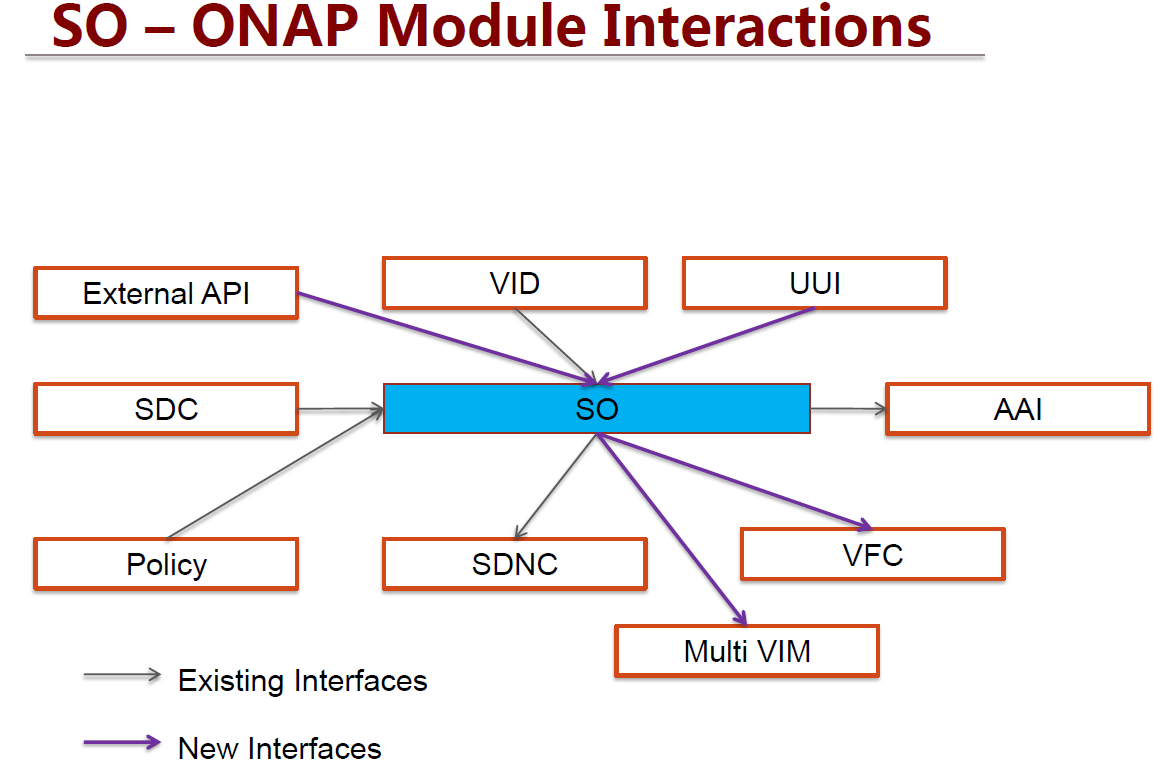 SO – ONAP Module Interactions
External API
VID
UUI
SDC
SO
AAI
Policy
SDNC
VFC
Multi VIM
Existing Interfaces
New Interfaces